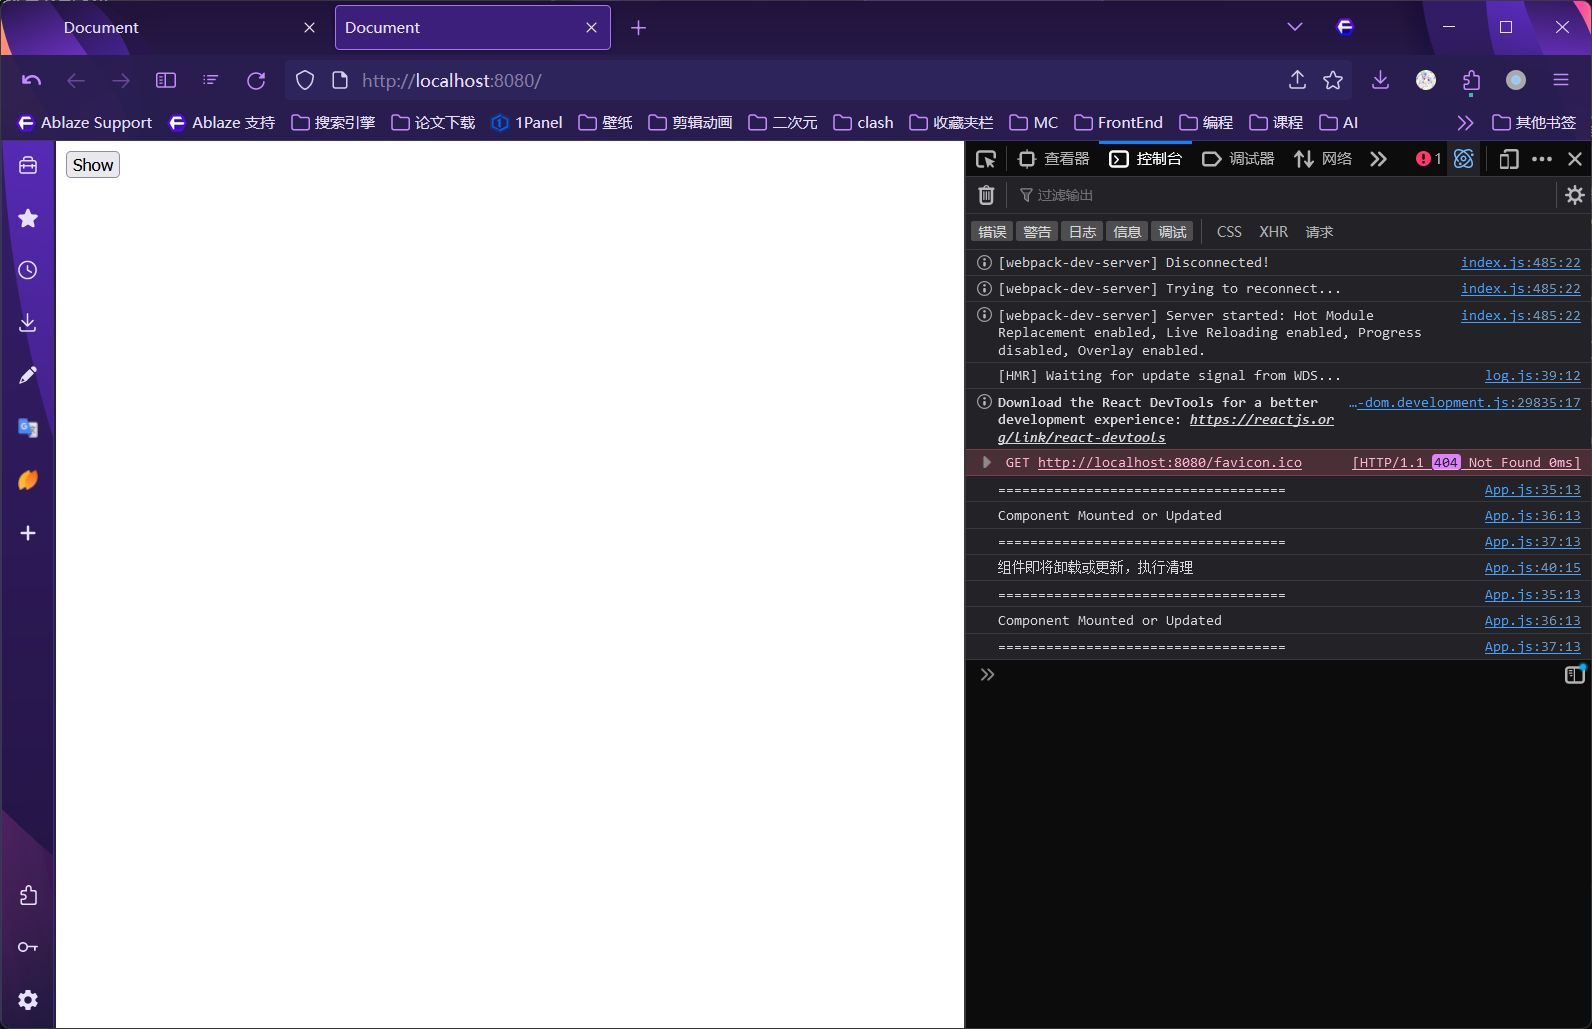 Document
Document
http://localhost:8080/
Ablaze Support
Ablaze 支持
搜索引擎
论文下载
1Panel
壁纸
剪辑动画
二次元
clash
收藏夹栏
MC
FrontEnd
编程
课程
AI
其他书签
Show
查看器
控制台
调试器
网络
1
过滤输出
错误
警告
日志
信息
调试
CSS
XHR
请求
[webpack-dev-server] Disconnected! index.js:485:22
[webpack-dev-server] Trying to reconnect... index.js:485:22
[webpack-dev-server] Server started: Hot Module index.js:485:22
Replacement enabled, Live Reloading enabled, Progress
disabled, Overlay enabled.
[HMR] Waiting for update signal from WDS... log.js:39:12
Download the React DevTools for a better …-dom.development.js:29835:17
development experience: https://reactjs.or
g/link/react-devtools
GET http://localhost:8080/favicon.ico [HTTP/1.1 404 Not Found 0ms]
==================================== App.js:35:13
Component Mounted or Updated App.js:36:13
==================================== App.js:37:13
组件即将卸载或更新，执行清理 App.js:40:15
==================================== App.js:35:13
Component Mounted or Updated App.js:36:13
==================================== App.js:37:13